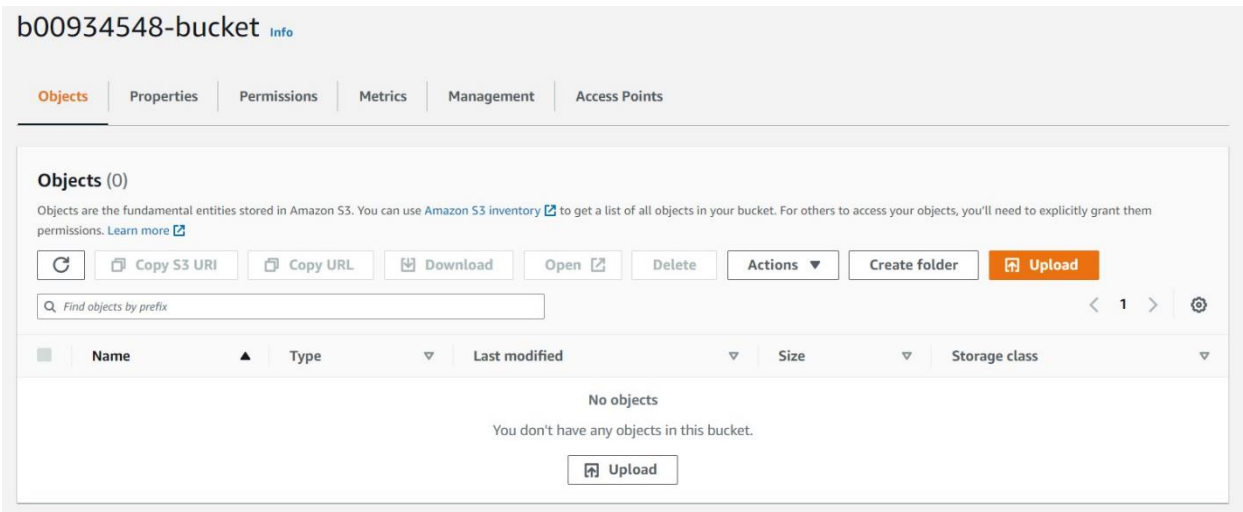 b00934548-bucket Info
Objects Properties Permissions Metrics Management Access Points
Objects (0)
Objects are the fundamental entities stored in Amazon S3. You can use Amazon S3 inventory to get a list of all objects in your bucket. For others to access your objects, you'll need to explicitly grant them
permissions. Learn more
Copy S3 URI Copy URL Download Open Delete Actions Create folder Upload
Find objects by prefix 1
Name Type Last modified Size Storage class
No objects
You don't have any objects in this bucket.
Upload